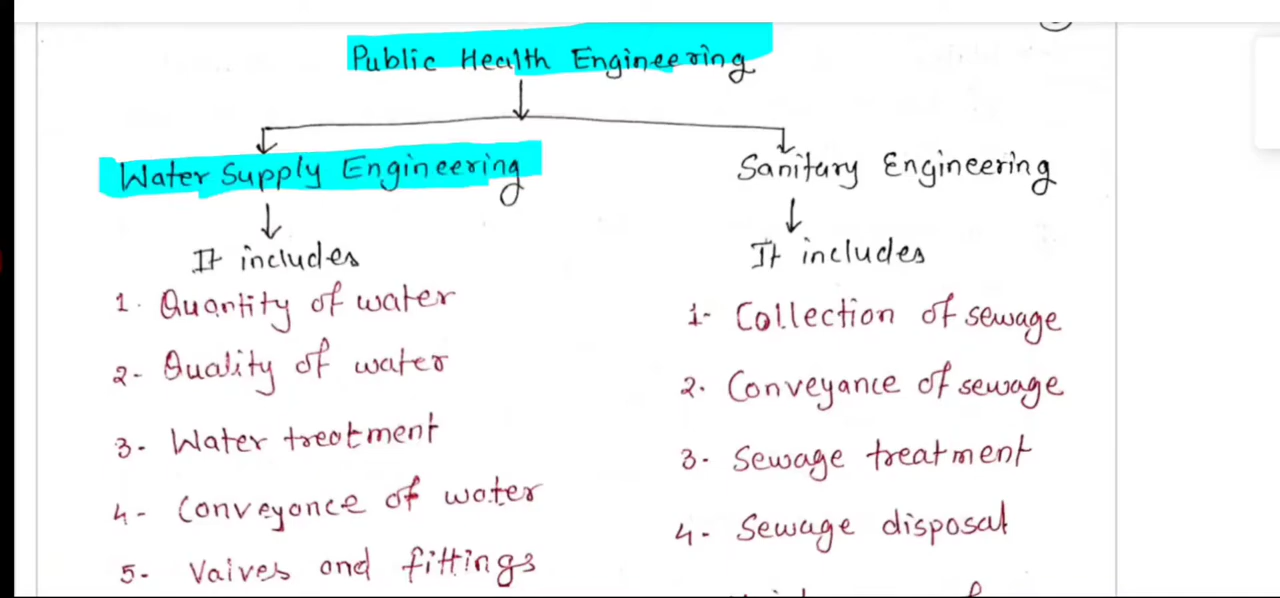 Public Health Engineering
Water Supply Engineering
It includes
1. Quantity of water
2- Quality of water
3- Water treatment
4- Conveyance of water
5- Valves and fittings
Sanitary Engineering
It includes
1- Collection of sewage
2. Conveyance of sewage
3. Sewage treatment
4. Sewage disposal